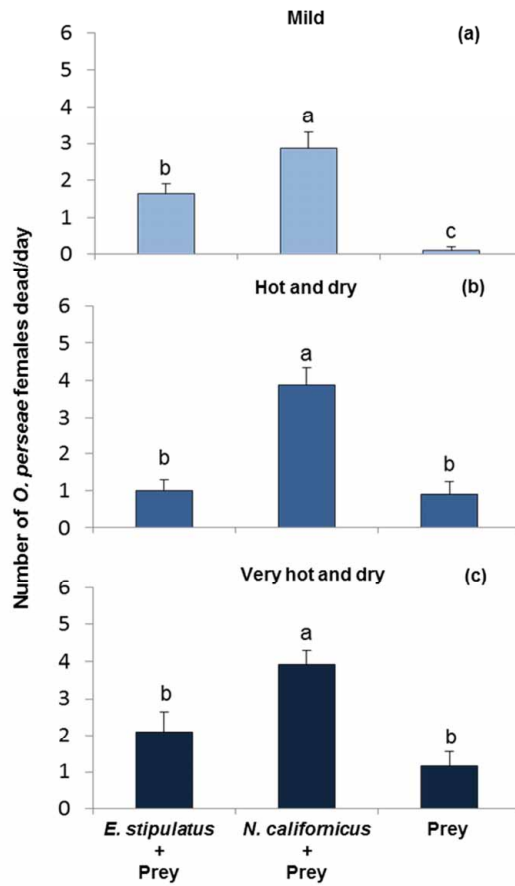 Mild
(a)
6
5
4
3
2
1
0
b
a
c
Hot and dry
(b)
6
5
4
3
2
1
0
b
a
b
Very hot and dry
(c)
6
5
4
3
2
1
0
b
a
b
Number of O. perseae females dead/day
E. stipulatus
+
Prey
N. californicus
+
Prey
Prey